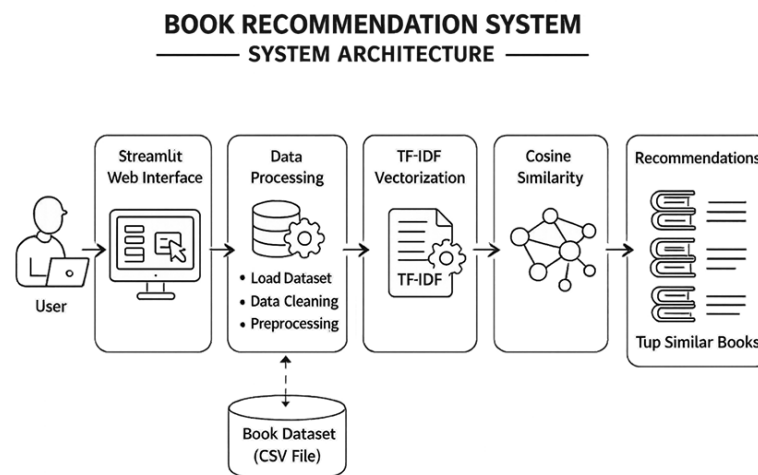 BOOK RECOMMENDATION SYSTEM
SYSTEM ARCHITECTURE
User
Streamlit
Web Interface
Data
Processing
• Load Dataset
• Data Cleaning
• Preprocessing
Book Dataset
(CSV File)
TF-IDF
Vectorization
TF-IDF
Cosine
Similarity
Recommendations
Tup Similar Books